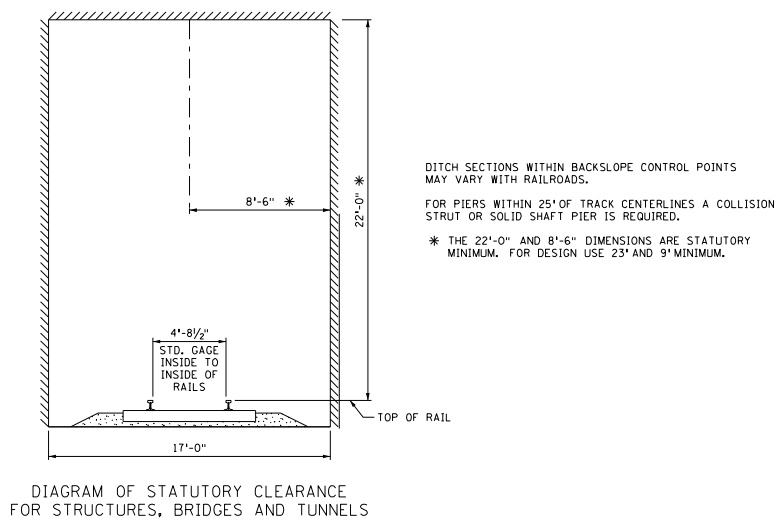 8'-6" *
22'-0" *
4'-8½"
STD. GAGE
INSIDE TO
INSIDE OF
RAILS
TOP OF RAIL
17'-0"
DITCH SECTIONS WITHIN BACKSLOPE CONTROL POINTS
MAY VARY WITH RAILROADS.
FOR PIERS WITHIN 25' OF TRACK CENTERLINES A COLLISION
STRUT OR SOLID SHAFT PIER IS REQUIRED.
* THE 22'-0" AND 8'-6" DIMENSIONS ARE STATUTORY
MINIMUM. FOR DESIGN USE 23' AND 9' MINIMUM.
DIAGRAM OF STATUTORY CLEARANCE
FOR STRUCTURES, BRIDGES AND TUNNELS